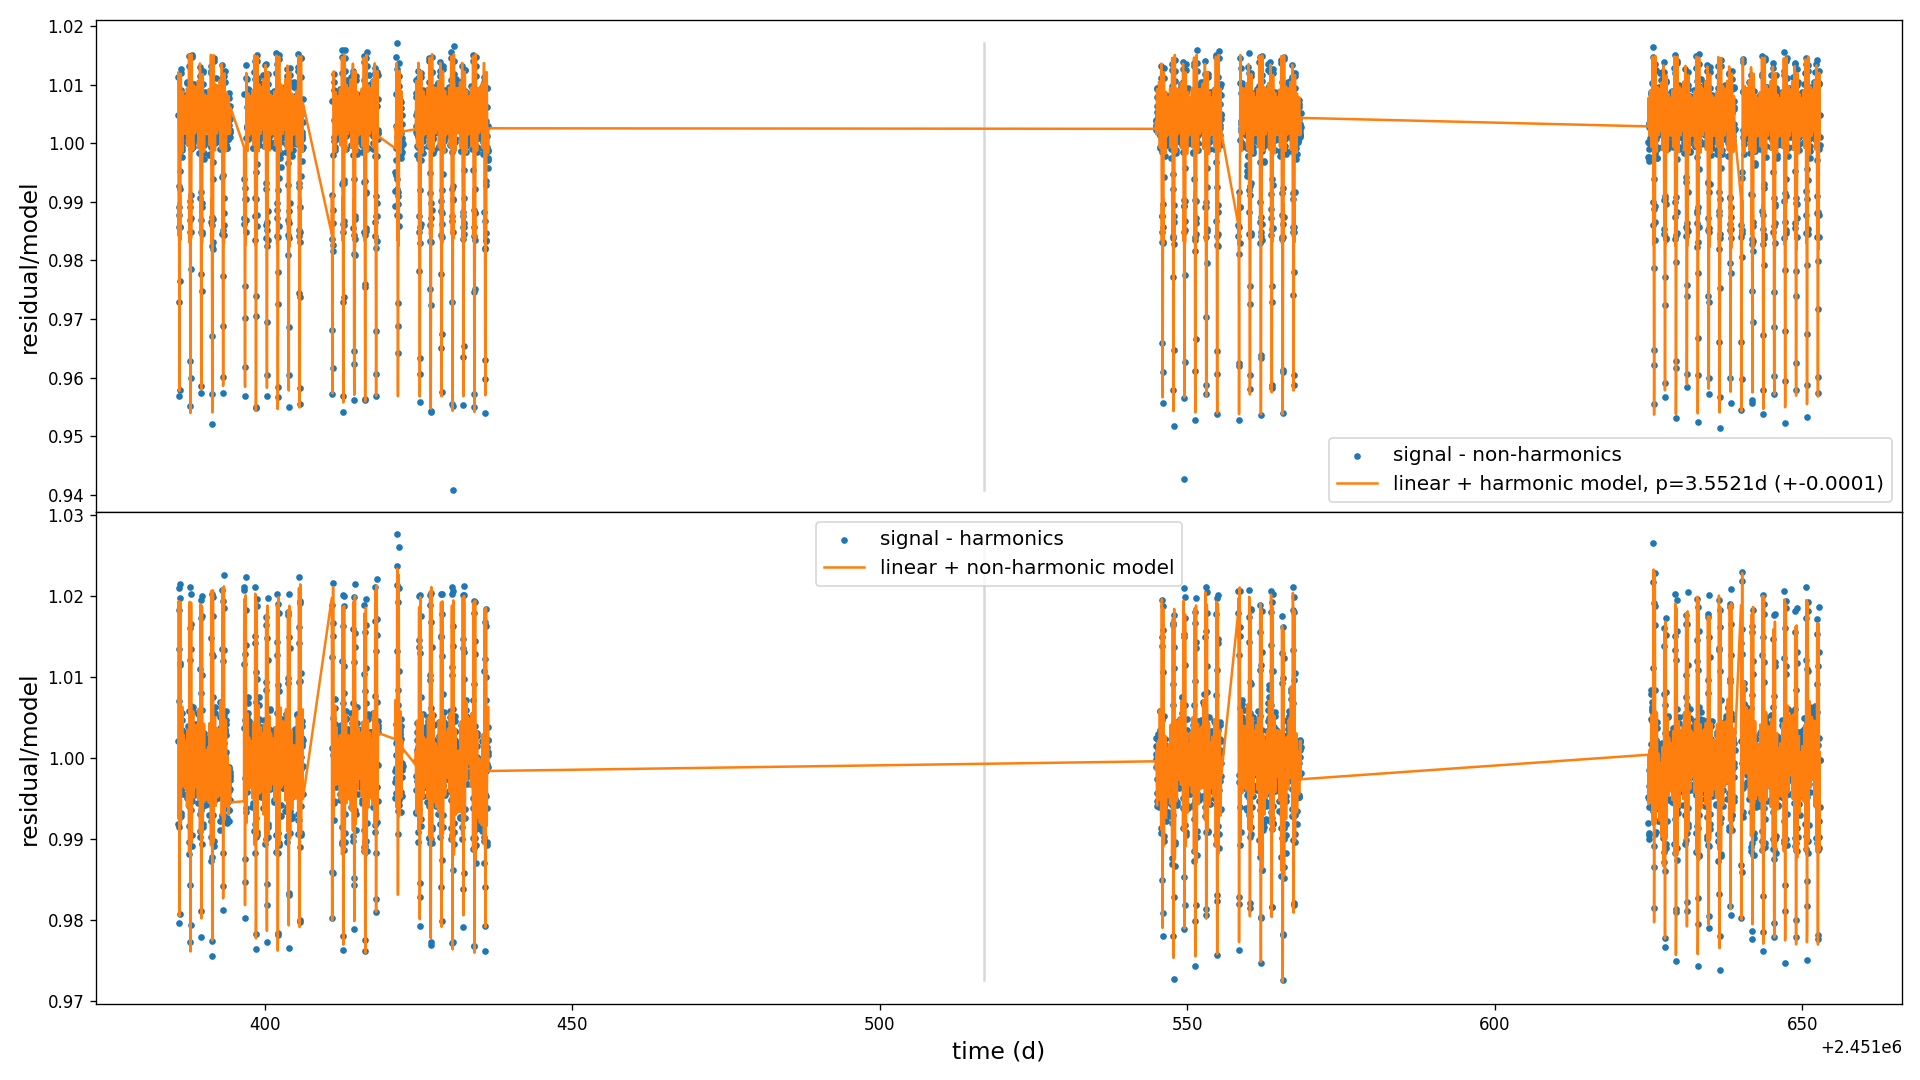 1.02
1.01
1.00
0.99
0.98
0.97
0.96
0.95
0.94
residual/model
signal - non-harmonics
linear + harmonic model, p=3.5521d (+-0.0001)
1.03
1.02
1.01
1.00
0.99
0.98
0.97
residual/model
signal - harmonics
linear + non-harmonic model
400
450
500
550
600
650
time (d)
+2.451e6